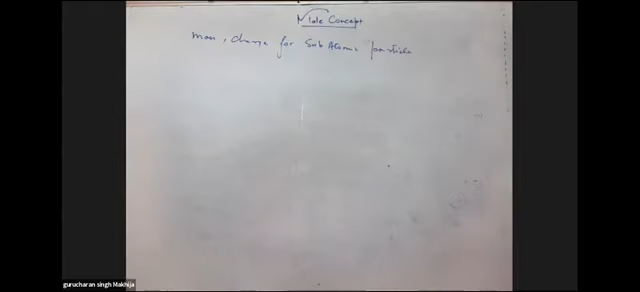 Mole Concept
Mass, charge for Sub Atomic particle
gurucharan singh Makhija